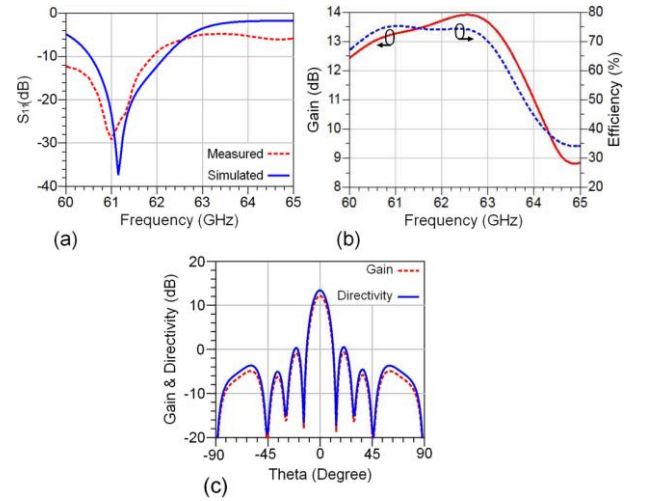 S₁₁(dB)
0
-10
-20
-30
-40
60 61 62 63 64 65
Frequency (GHz)
Measured
Simulated
(a)
Gain (dB)
14
13
12
11
10
9
8
60 61 62 63 64 65
Frequency (GHz)
80
70
60
50
40
30
20
Efficiency (%)
(b)
Gain & Directivity (dB)
20
10
0
-10
-20
-90 -45 0 45 90
Theta (Degree)
Gain
Directivity
(c)